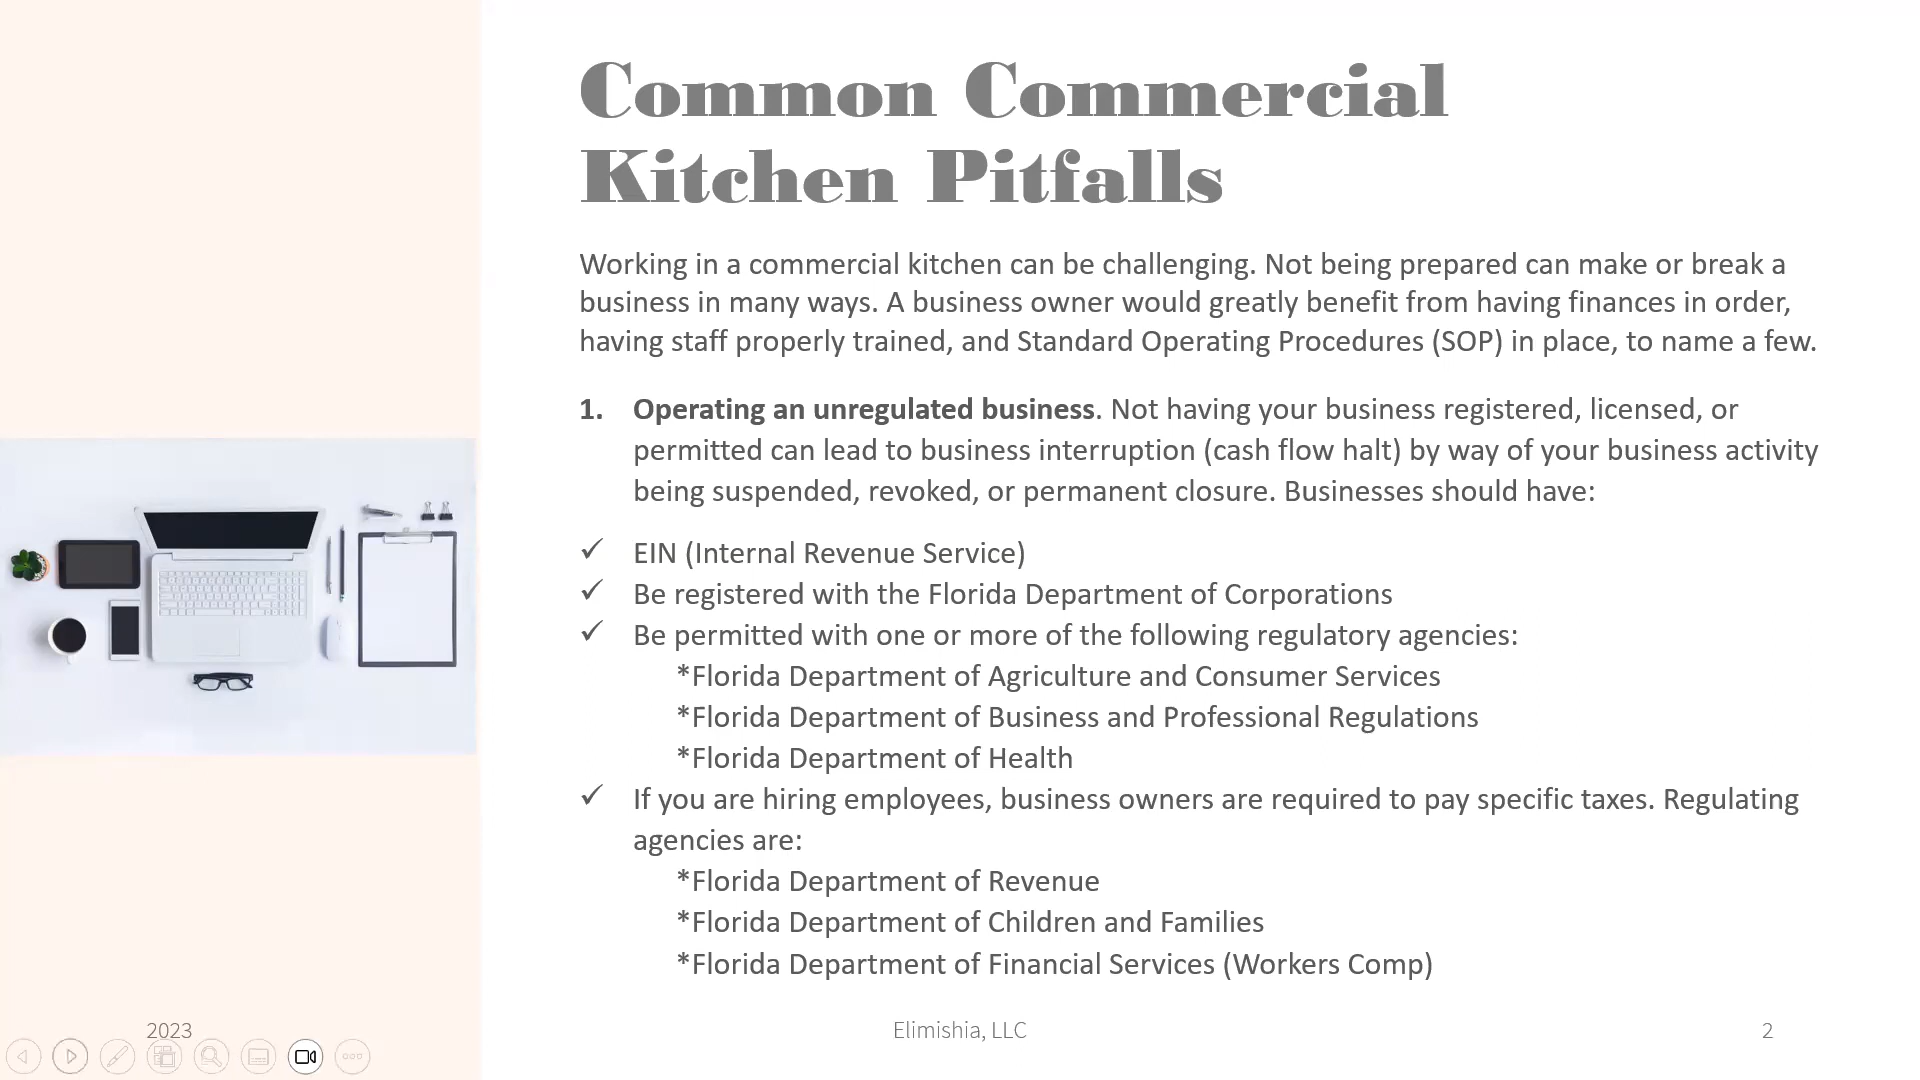 Common Commercial
Kitchen Pitfalls
Working in a commercial kitchen can be challenging. Not being prepared can make or break a
business in many ways. A business owner would greatly benefit from having finances in order,
having staff properly trained, and Standard Operating Procedures (SOP) in place, to name a few.
1. Operating an unregulated business. Not having your business registered, licensed, or
permitted can lead to business interruption (cash flow halt) by way of your business activity
being suspended, revoked, or permanent closure. Businesses should have:
✓ EIN (Internal Revenue Service)
✓ Be registered with the Florida Department of Corporations
✓ Be permitted with one or more of the following regulatory agencies:
*Florida Department of Agriculture and Consumer Services
*Florida Department of Business and Professional Regulations
*Florida Department of Health
✓ If you are hiring employees, business owners are required to pay specific taxes. Regulating
agencies are:
*Florida Department of Revenue
*Florida Department of Children and Families
*Florida Department of Financial Services (Workers Comp)
2023
Elimishia, LLC
2